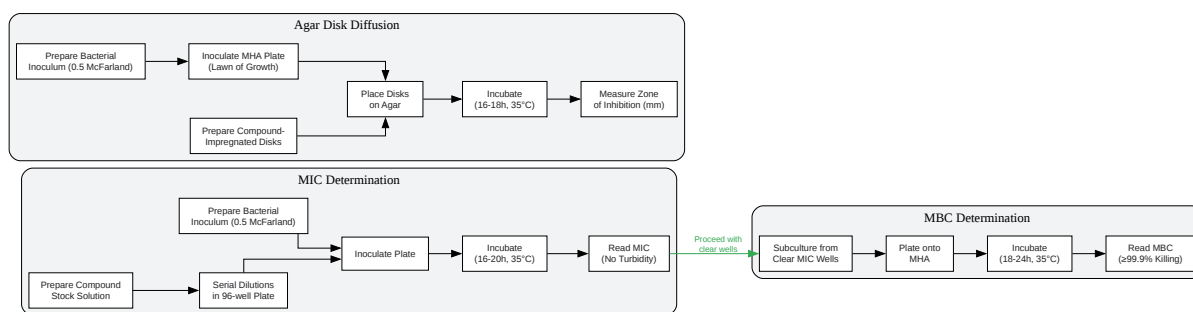 Agar Disk Diffusion
Prepare Bacterial
Inoculum (0.5 McFarland)
Inoculate MHA Plate
(Lawn of Growth)
Place Disks
on Agar
Incubate
(16-18h, 35°C)
Measure Zone
of Inhibition (mm)
Prepare Compound-
Impregnated Disks
MIC Determination
Prepare Bacterial
Inoculum (0.5 McFarland)
Prepare Compound
Stock Solution
Serial Dilutions
in 96-well Plate
Inoculate Plate
Incubate
(16-20h, 35°C)
Read MIC
(No Turbidity)
Proceed with
clear wells
MBC Determination
Subculture from
Clear MIC Wells
Plate onto
MHA
Incubate
(18-24h, 35°C)
Read MBC
(≥99.9% Killing)